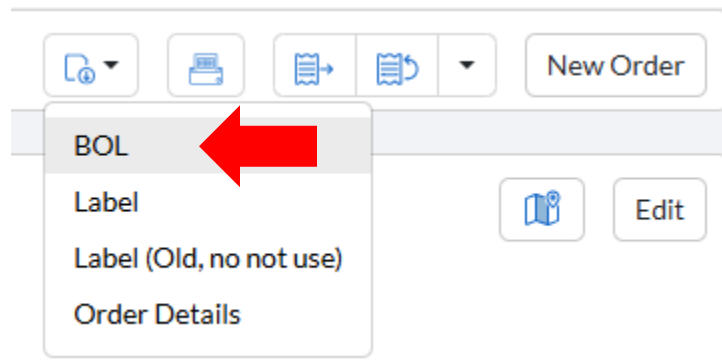 New Order
BOL
Label
Edit
Label (Old, no not use)
Order Details